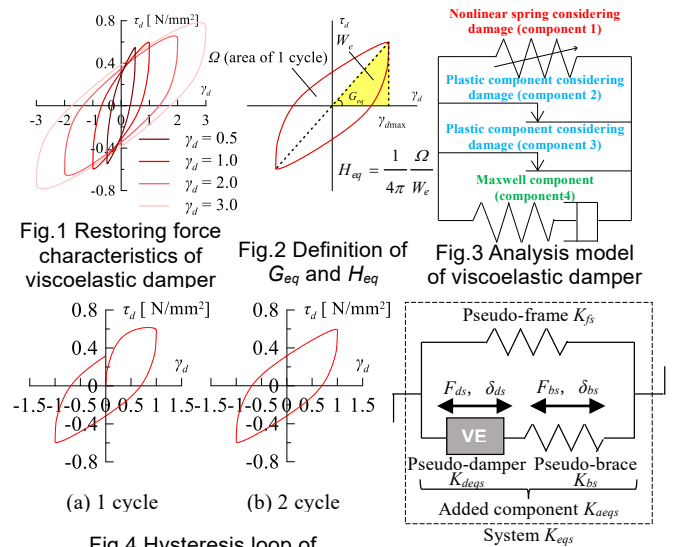 τd [ N/mm²]
0.8
0.4
0
-0.4
-0.8
-3 -2 -1 1 2 3
γd
γd = 0.5
γd = 1.0
γd = 2.0
γd = 3.0
Fig.1 Restoring force
characteristics of
viscoelastic damper
τd
We
Ω (area of 1 cycle)
Geq
γd
γdmax
Heq = 1/4π Ω/We
Fig.2 Definition of
Geq and Heq
Nonlinear spring considering
damage (component 1)
Plastic component considering
damage (component 2)
Plastic component considering
damage (component 3)
Maxwell component
(component4)
Fig.3 Analysis model
of viscoelastic damper
0.8
τd [ N/mm²]
0.4
γd
0
-1.5 -1 -0.5 0 0.5 1 1.5
-0.4
-0.8
(a) 1 cycle
0.8
τd [ N/mm²]
0.4
γd
0
-1.5 -1 -0.5 0 0.5 1 1.5
-0.4
-0.8
(b) 2 cycle
Fig.4 Hysteresis loop of
Pseudo-frame Kfs
Fds, δds Fbs, δbs
VE
Pseudo-damper Pseudo-brace
Kdeqs Kbs
Added component Kaeqs
System Keqs